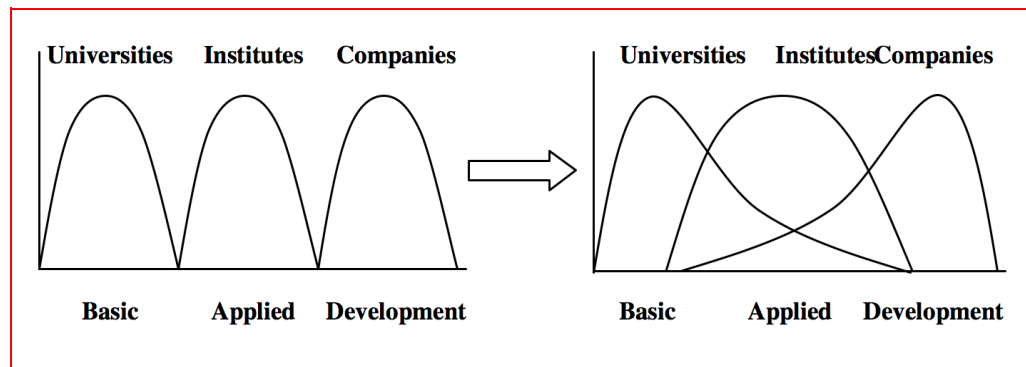 Universities Institutes Companies
Basic Applied Development
Universities InstitutesCompanies
Basic Applied Development